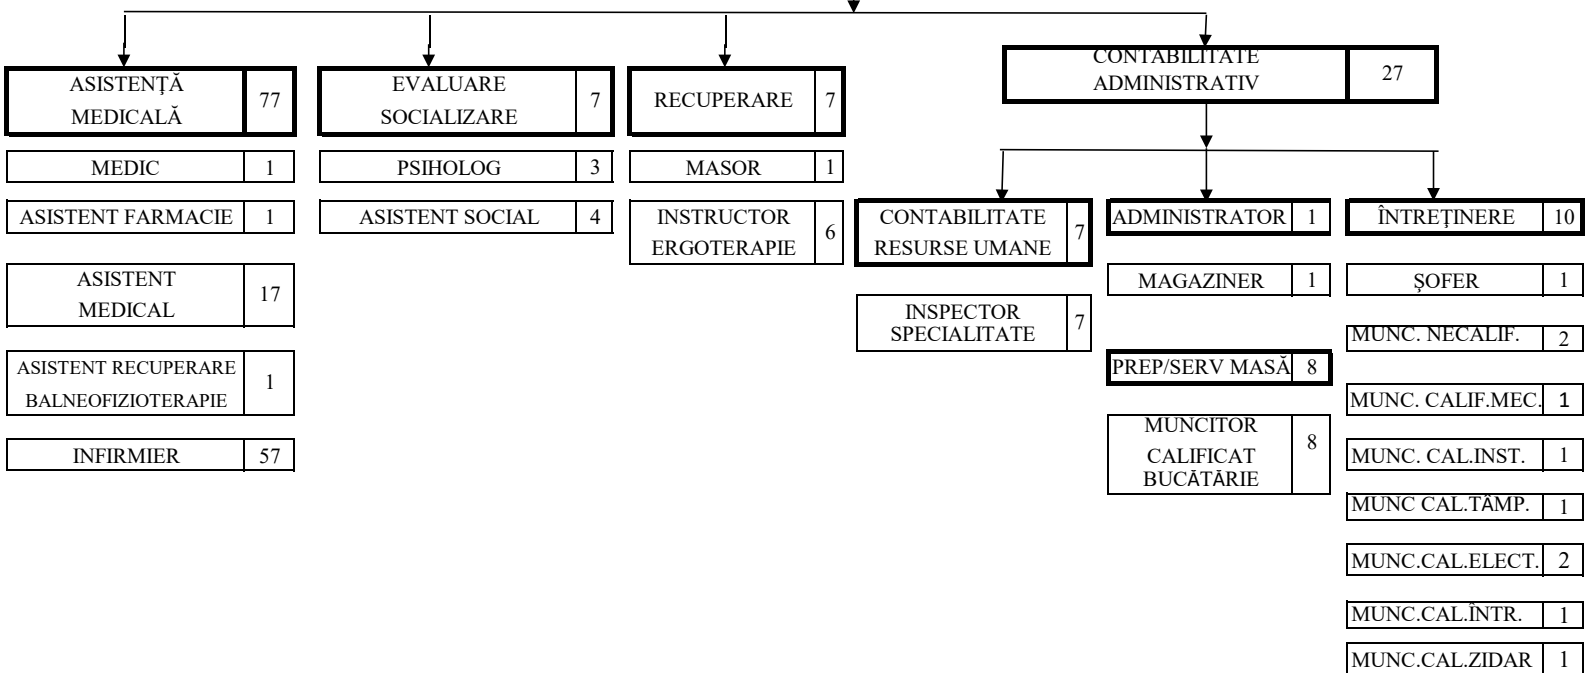 ASISTENŢĂ
MEDICALĂ
77
MEDIC 1
ASISTENT FARMACIE 1
ASISTENT
MEDICAL
17
ASISTENT RECUPERARE
BALNEOFIZIOTERAPIE
1
INFIRMIER 57
EVALUARE
SOCIALIZARE
7
PSIHOLOG 3
ASISTENT SOCIAL 4
RECUPERARE 7
MASOR 1
INSTRUCTOR
ERGOTERAPIE
6
CONTABILITATE
ADMINISTRATIV
27
CONTABILITATE
RESURSE UMANE
7
INSPECTOR
SPECIALITATE
7
ADMINISTRATOR 1
MAGAZINER 1
PREP/SERV MASĂ 8
MUNCITOR
CALIFICAT
BUCĂTĂRIE
8
ÎNTREŢINERE 10
ŞOFER 1
MUNC. NECALIF. 2
MUNC. CALIF.MEC. 1
MUNC. CAL.INST. 1
MUNC CAL.TÂMP. 1
MUNC.CAL.ELECT. 2
MUNC.CAL.ÎNTR. 1
MUNC.CAL.ZIDAR 1